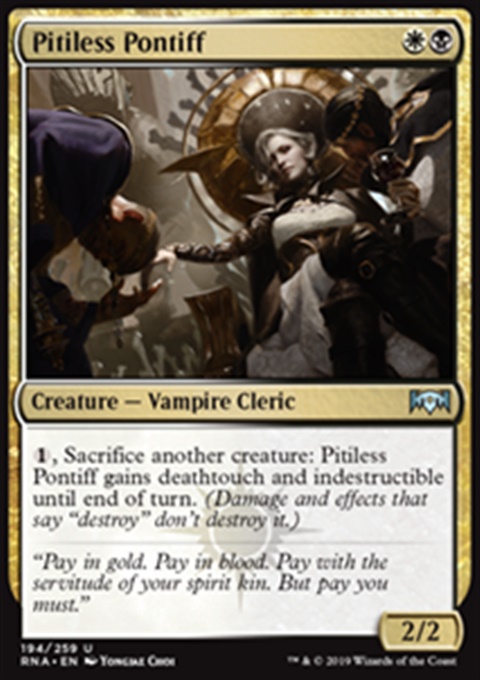 Pitiless Pontiff
Creature — Vampire Cleric
1, Sacrifice another creature: Pitiless
Pontiff gains deathtouch and indestructible
until end of turn. (Damage and effects that
say “destroy” don’t destroy it.)
“Pay in gold. Pay in blood. Pay with the
servitude of your spirit kin. But pay you
must.”
2/2
194/259 U
RNA • EN Yongjae Choi
™ & © 2019 Wizards of the Coast